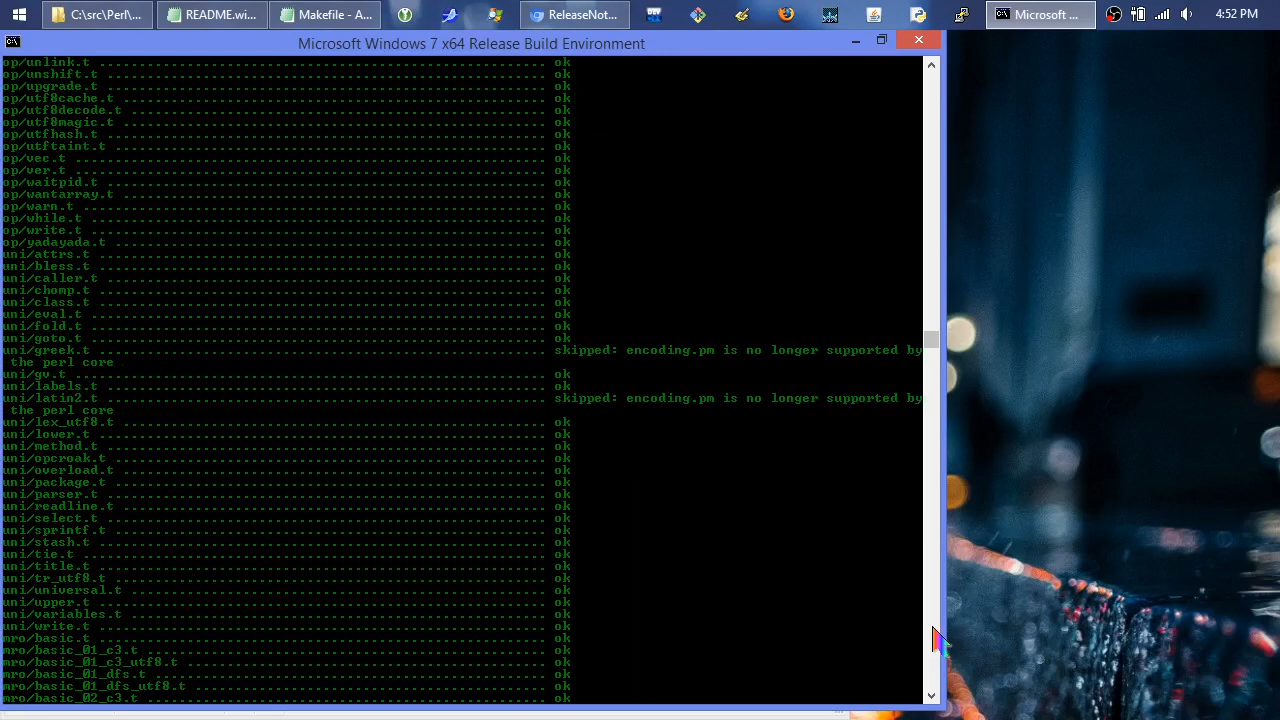 C:\src\Perl\...
README.wi...
Makefile - A...
ReleaseNot...
Microsoft ...
4:52 PM
Microsoft Windows 7 x64 Release Build Environment
op/unlink.t ....................................................... ok
op/unshift.t ...................................................... ok
op/upgrade.t ...................................................... ok
op/utf8cache.t .................................................... ok
op/utf8decode.t ................................................... ok
op/utf8magic.t .................................................... ok
op/utfhash.t ...................................................... ok
op/utftaint.t ..................................................... ok
op/vec.t .......................................................... ok
op/ver.t .......................................................... ok
op/waitpid.t ...................................................... ok
op/wantarray.t .................................................... ok
op/warn.t ......................................................... ok
op/while.t ........................................................ ok
op/write.t ........................................................ ok
op/yadayada.t ..................................................... ok
uni/attrs.t ....................................................... ok
uni/bless.t ....................................................... ok
uni/caller.t ...................................................... ok
uni/chomp.t ....................................................... ok
uni/class.t ....................................................... ok
uni/eval.t ........................................................ ok
uni/fold.t ........................................................ ok
uni/goto.t ........................................................ ok
uni/greek.t ....................................................... skipped: encoding.pm is no longer supported by
the perl core
uni/gv.t .......................................................... ok
uni/labels.t ...................................................... ok
uni/latin2.t ...................................................... skipped: encoding.pm is no longer supported by
the perl core
uni/lex_utf8.t .................................................... ok
uni/lower.t ....................................................... ok
uni/method.t ...................................................... ok
uni/opcroak.t ..................................................... ok
uni/overload.t .................................................... ok
uni/package.t ..................................................... ok
uni/parser.t ...................................................... ok
uni/readline.t .................................................... ok
uni/select.t ...................................................... ok
uni/sprintf.t ..................................................... ok
uni/stash.t ....................................................... ok
uni/tie.t ......................................................... ok
uni/title.t ....................................................... ok
uni/tr_utf8.t ..................................................... ok
uni/universal.t ................................................... ok
uni/upper.t ....................................................... ok
uni/variables.t ................................................... ok
uni/write.t ....................................................... ok
mro/basic.t ....................................................... ok
mro/basic_01_c3.t ................................................. ok
mro/basic_01_c3_utf8.t ............................................ ok
mro/basic_01_dfs.t ................................................ ok
mro/basic_01_dfs_utf8.t ........................................... ok
mro/basic_02_c3.t ................................................. ok